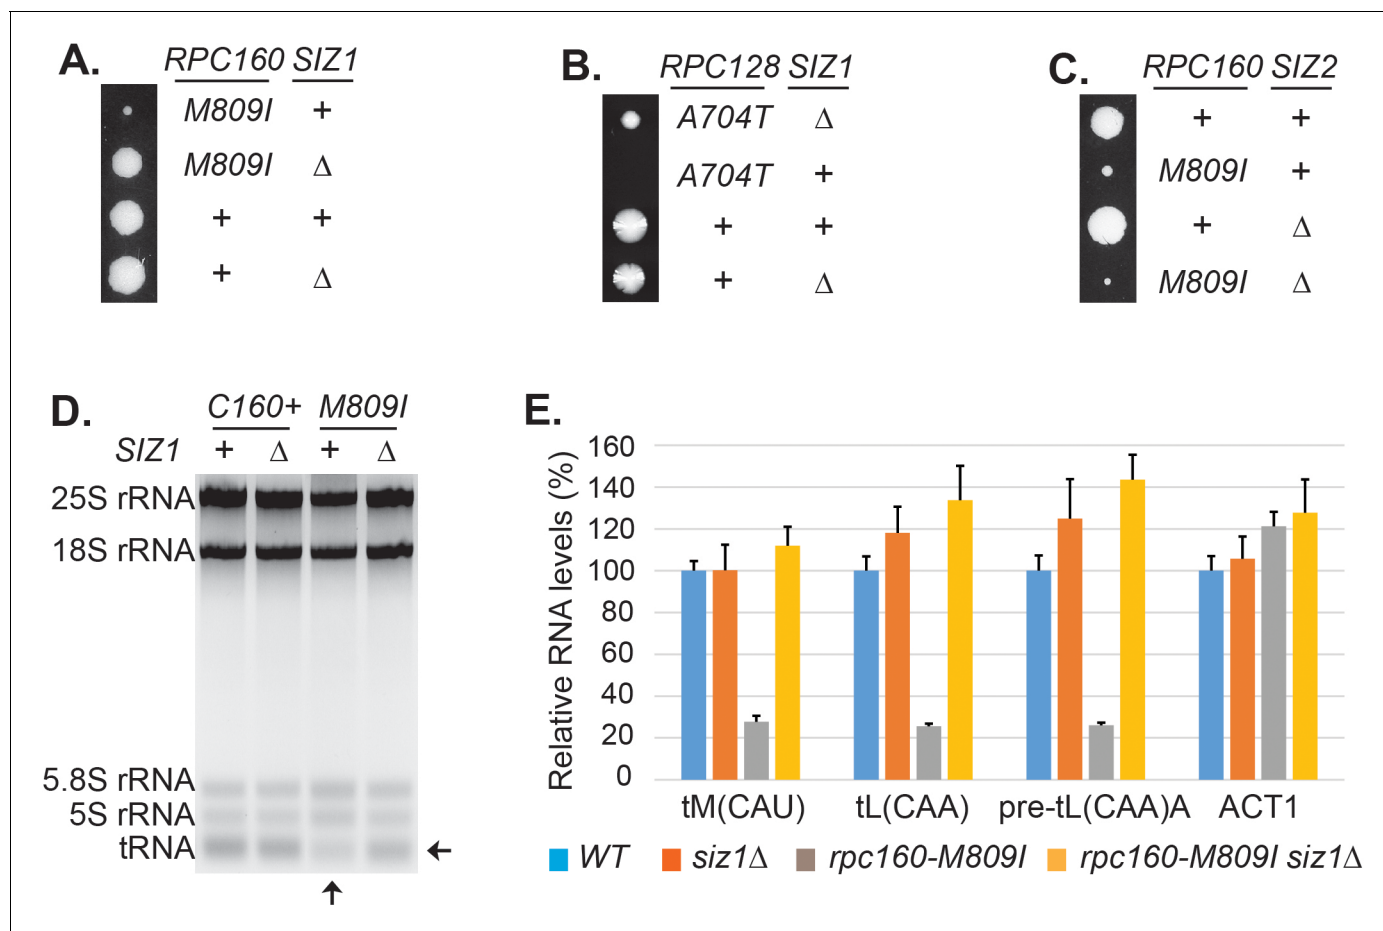 A. RPC160 SIZ1
M809I +
M809I Δ
+ +
+ Δ
B. RPC128 SIZ1
A704T Δ
A704T +
+ +
+ Δ
C. RPC160 SIZ2
+ +
M809I +
+ Δ
M809I Δ
D. C160+ M809I
SIZ1 + Δ + Δ
25S rRNA
18S rRNA
5.8S rRNA
5S rRNA
tRNA
E.
Relative RNA levels (%)
160
140
120
100
80
60
40
20
0
tM(CAU) tL(CAA) pre-tL(CAA)A ACT1
WT siz1Δ rpc160-M809I rpc160-M809I siz1Δ